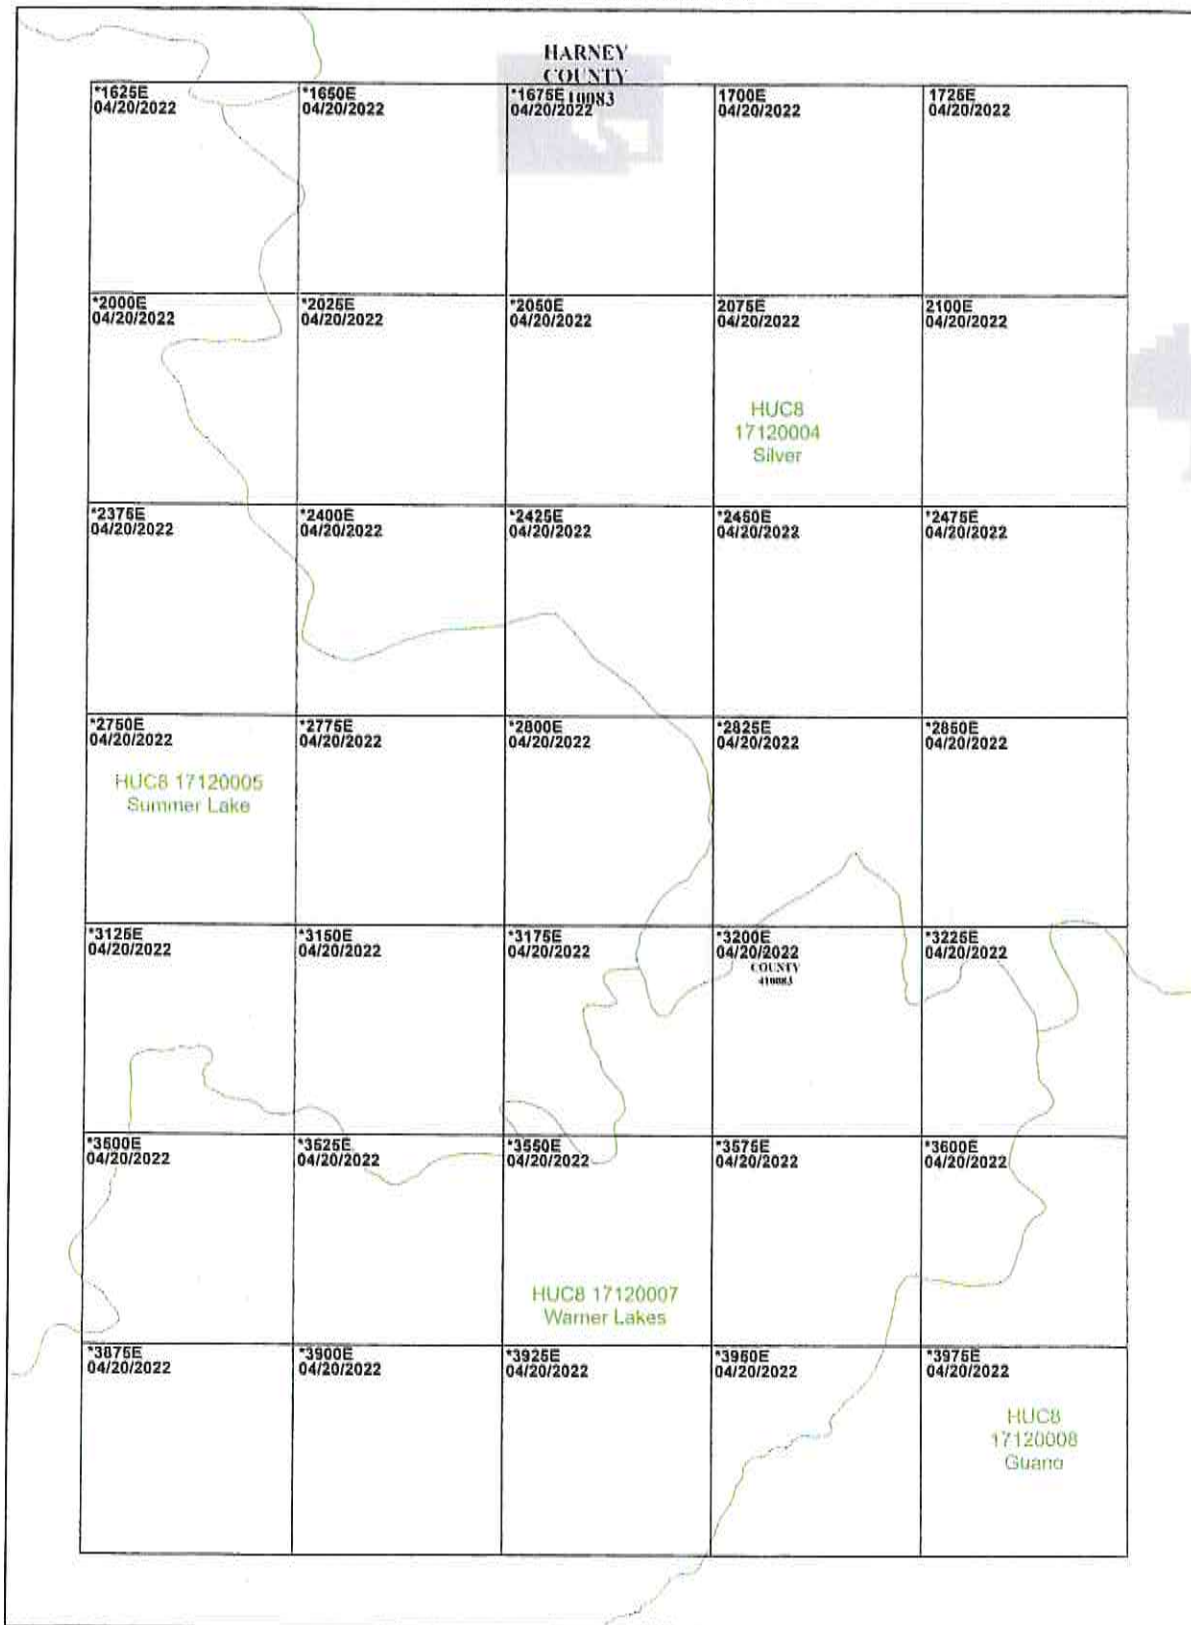 HARNEY
COUNTY
10083
*1625E
04/20/2022
*1650E
04/20/2022
*1675E
04/20/2022
1700E
04/20/2022
1725E
04/20/2022
*2000E
04/20/2022
*2025E
04/20/2022
*2050E
04/20/2022
2075E
04/20/2022
2100E
04/20/2022
HUC8
17120004
Silver
*2375E
04/20/2022
*2400E
04/20/2022
*2425E
04/20/2022
*2450E
04/20/2022
*2475E
04/20/2022
*2750E
04/20/2022
*2775E
04/20/2022
*2800E
04/20/2022
*2825E
04/20/2022
*2850E
04/20/2022
HUC8 17120005
Summer Lake
*3125E
04/20/2022
*3150E
04/20/2022
*3175E
04/20/2022
*3200E
04/20/2022
COUNTY
410083
*3225E
04/20/2022
*3500E
04/20/2022
*3525E
04/20/2022
*3550E
04/20/2022
*3575E
04/20/2022
*3600E
04/20/2022
HUC8 17120007
Warner Lakes
*3875E
04/20/2022
*3900E
04/20/2022
*3925E
04/20/2022
*3950E
04/20/2022
*3975E
04/20/2022
HUC8
17120008
Guano